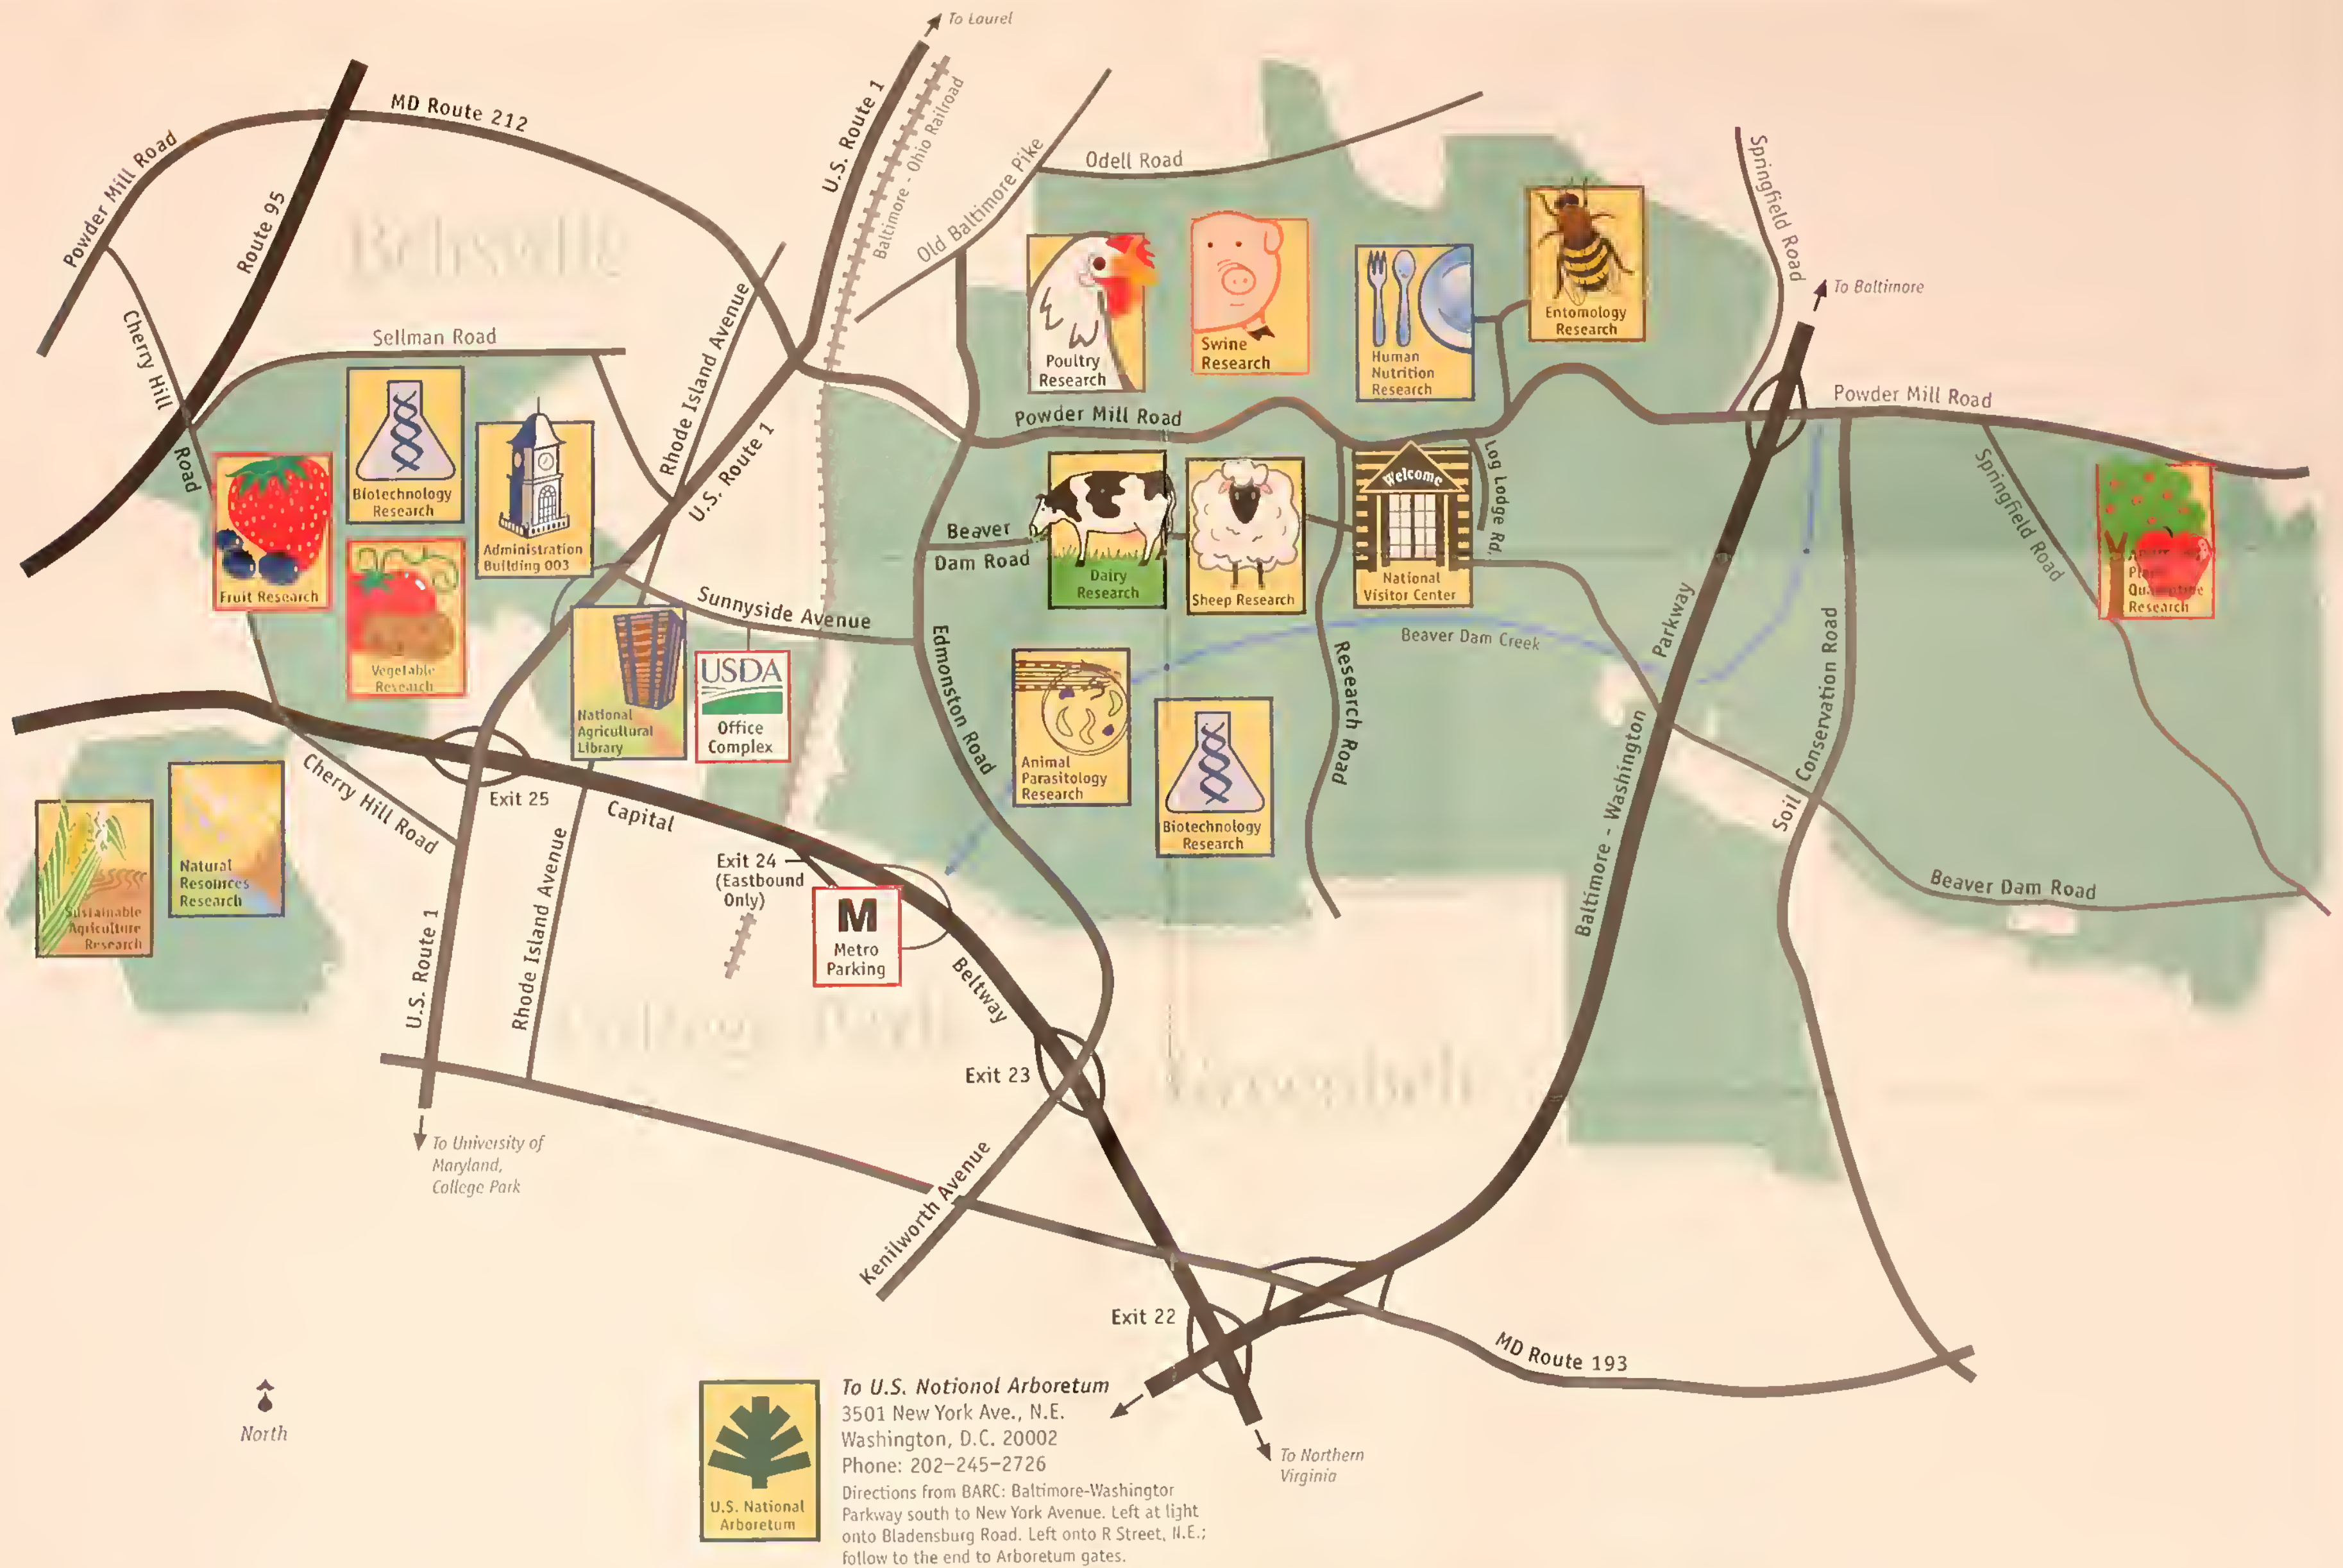 To Laurel
MD Route 212
U.S. Route 1
Baltimore - Ohio Railroad
Powder Mill Road
Route 95
Old Baltimore Pike
Odell Road
Springfield Road
Beltsville
To Baltimore
Cherry Hill
Road
Sellman Road
Rhode Island Avenue
U.S. Route 1
Poultry
Research
Swine
Research
Human
Nutrition
Research
Entomology
Research
Powder Mill Road
Powder Mill Road
Biotechnology
Research
Administration
Building 003
Fruit Research
Vegetable
Research
Beaver
Dam Road
Dairy
Research
Sheep Research
Welcome
National
Visitor Center
Log Lodge Rd.
Springfield Road
Plant
Quarantine
Research
Sunnyside Avenue
National
Agricultural
Library
USDA
Office
Complex
Edmonston Road
Animal
Parasitology
Research
Biotechnology
Research
Research Road
Beaver Dam Creek
Baltimore - Washington
Parkway
Soil Conservation Road
Beaver Dam Road
Sustainable
Agriculture
Research
Natural
Resources
Research
Cherry Hill Road
Exit 25
Capital
Beltway
Exit 24
(Eastbound
Only)
M
Metro
Parking
U.S. Route 1
Rhode Island Avenue
College Park
Greenbelt
Exit 23
To University of
Maryland,
College Park
Kenilworth Avenue
Exit 22
MD Route 193
North
U.S. National
Arboretum
To U.S. Notionol Arboretum
3501 New York Ave., N.E.
Washington, D.C. 20002
Phone: 202-245-2726
Directions from BARC: Baltimore-Washingtor
Parkway south to New York Avenue. Left at light
onto Bladensburg Road. Left onto R Street, N.E.;
follow to the end to Arboretum gates.
To Northern
Virginia